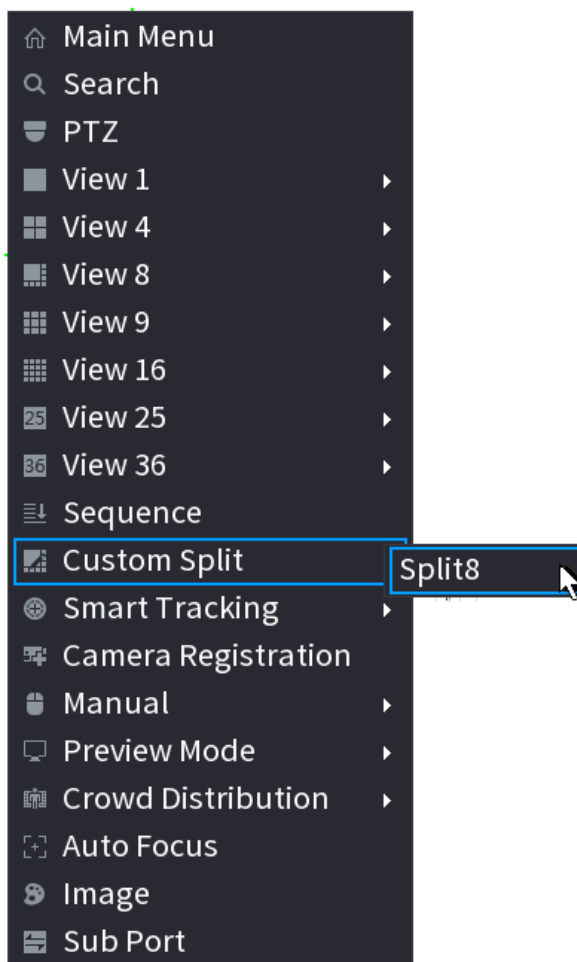 Main Menu
Search
PTZ
View 1
View 4
View 8
View 9
View 16
25 View 25
36 View 36
Sequence
Custom Split
Split8
Smart Tracking
Camera Registration
Manual
Preview Mode
Crowd Distribution
Auto Focus
Image
Sub Port